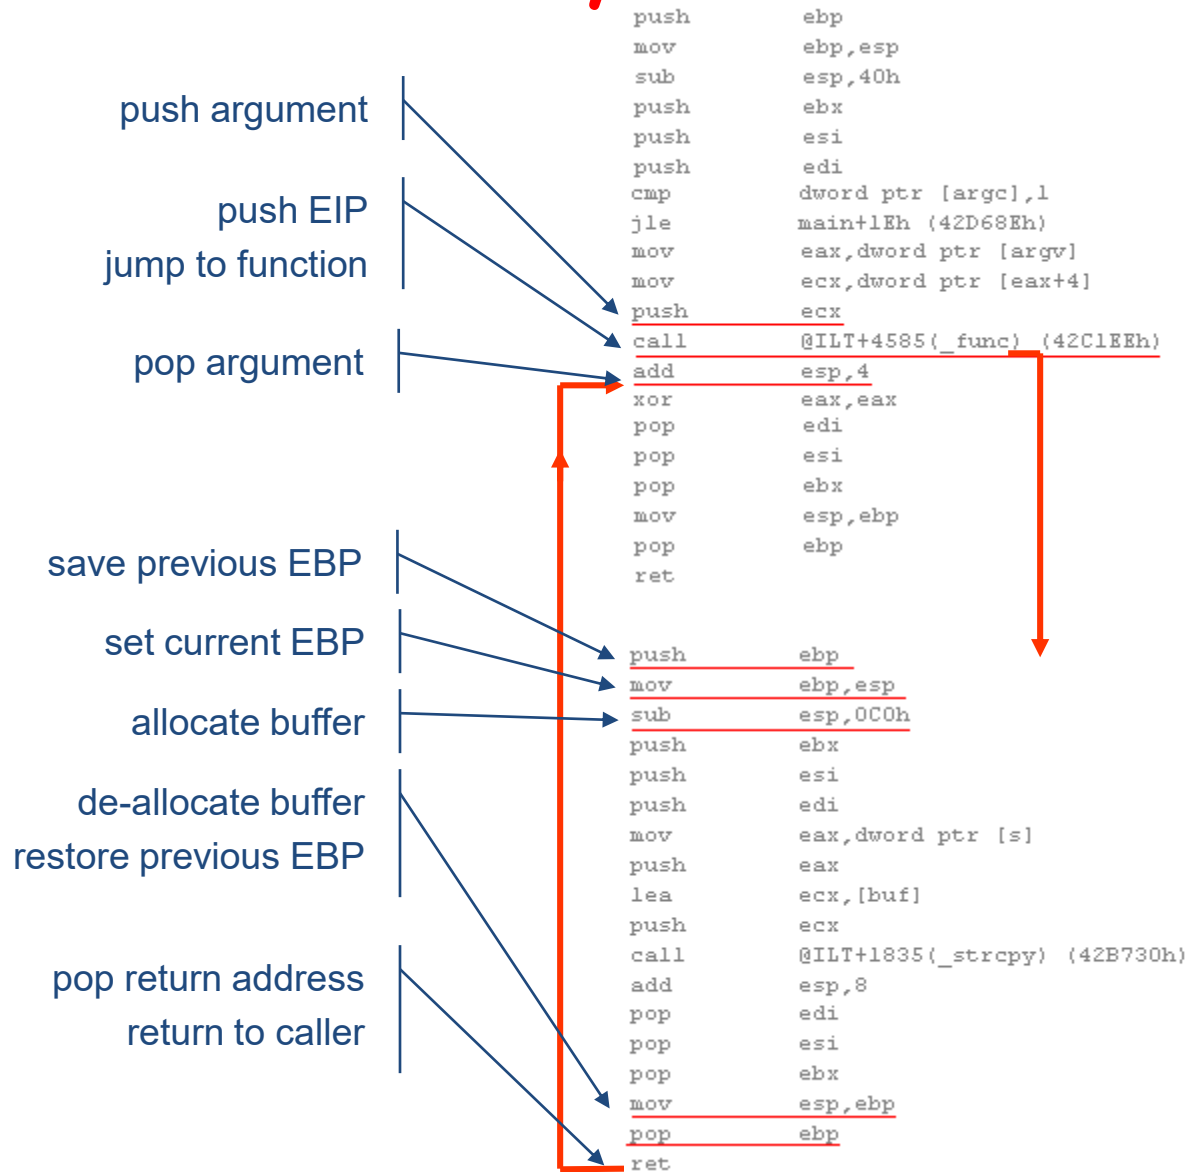 push ebp
mov ebp,esp
sub esp,40h
push argument
push ebx
push esi
push edi
cmp dword ptr [argc],1
push EIP
jle main+1Eh (42D68Eh)
jump to function
mov eax,dword ptr [argv]
mov ecx,dword ptr [eax+4]
push ecx
call @ILT+4585(_func) (42C1EEh)
pop argument
add esp,4
xor eax,eax
pop edi
pop esi
pop ebx
mov esp,ebp
pop ebp
save previous EBP
ret
set current EBP
push ebp
mov ebp,esp
allocate buffer
sub esp,0C0h
push ebx
push esi
de-allocate buffer
push edi
mov eax,dword ptr [s]
restore previous EBP
push eax
lea ecx,[buf]
push ecx
call @ILT+1835(_strcpy) (42B730h)
pop return address
add esp,8
pop edi
return to caller
pop esi
pop ebx
mov esp,ebp
pop ebp
ret